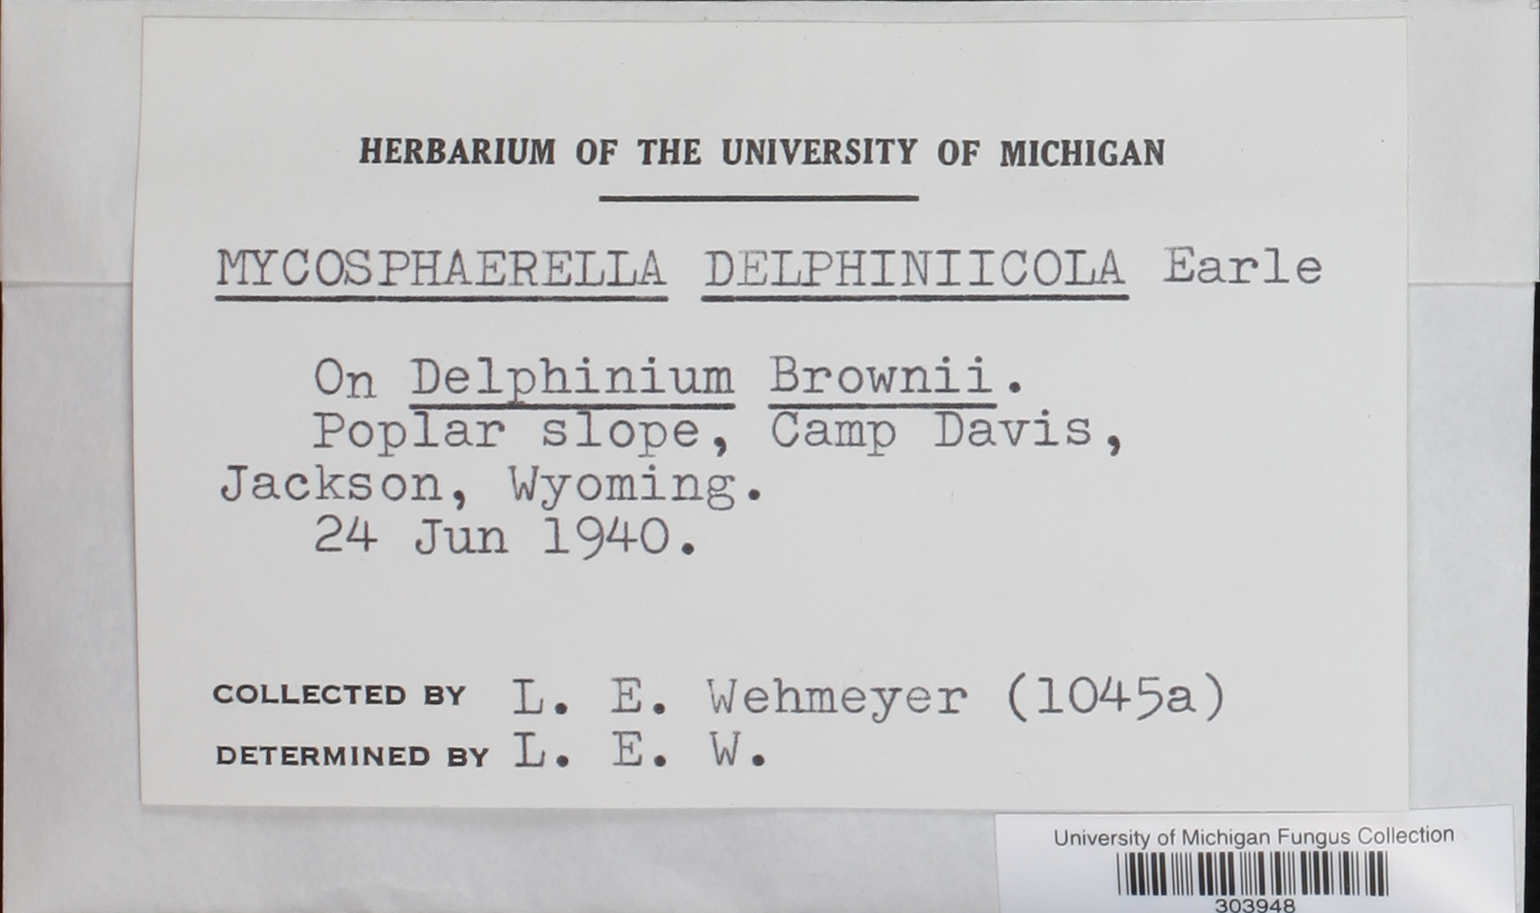 HERBARIUM OF THE UNIVERSITY OF MICHIGAN
MYCOSPHAERELLA DELPHINIICOLA Earle
On Delphinium Brownii.
Poplar slope, Camp Davis,
Jackson, Wyoming.
24 Jun 1940.
COLLECTED BY L. E. Wehmeyer (1045a)
DETERMINED BY L. E. W.
University of Michigan Fungus Collection
303948